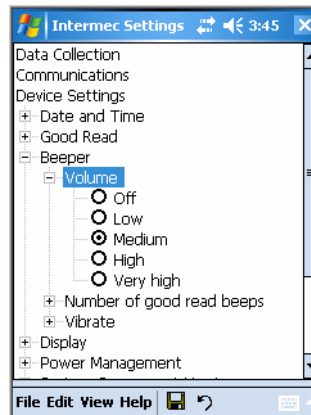 Intermec Settings 3:45
Data Collection
Communications
Device Settings
Date and Time
Good Read
Beeper
Volume
Off
Low
Medium
High
Very high
Number of good read beeps
Vibrate
Display
Power Management
File Edit View Help